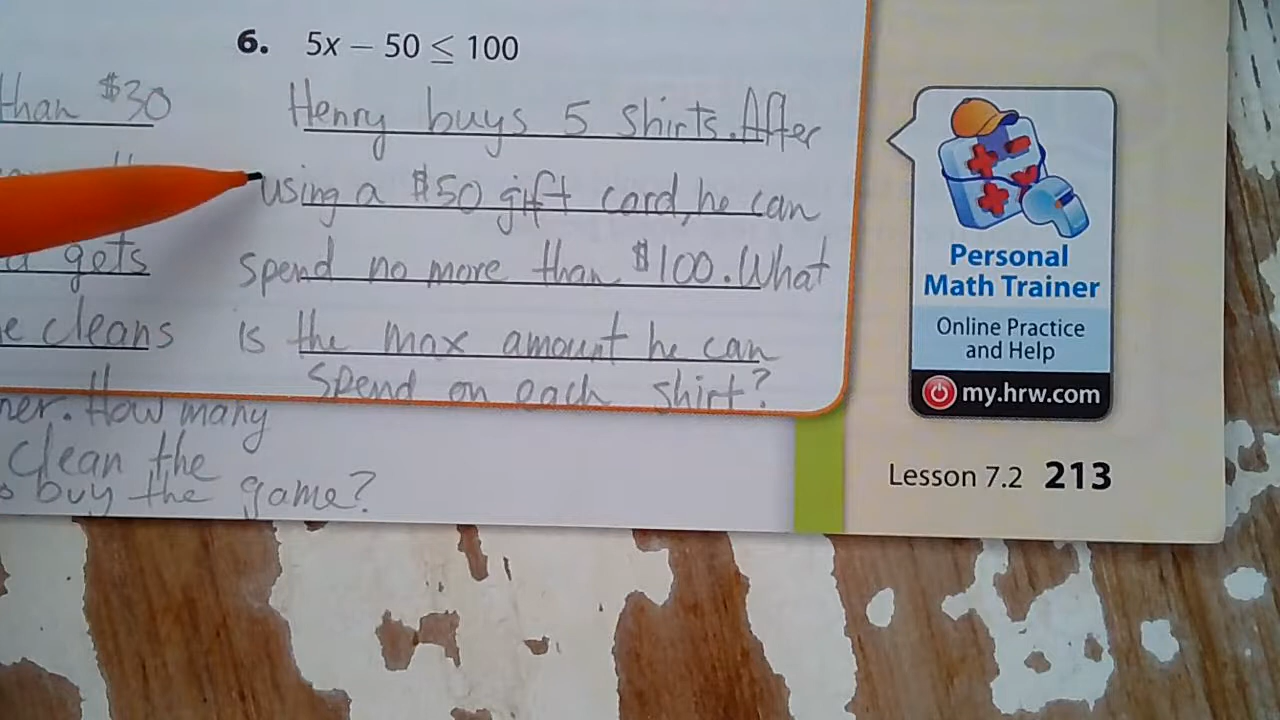 6. 5x − 50 ≤ 100
than $30
Henry buys 5 shirts. After
using a $50 gift card, he can
gets
spend no more than $100. What
cleans
is the max amount he can
spend on each shirt?
How many
clean the
buy the game?
Personal
Math Trainer
Online Practice
and Help
my.hrw.com
Lesson 7.2 213